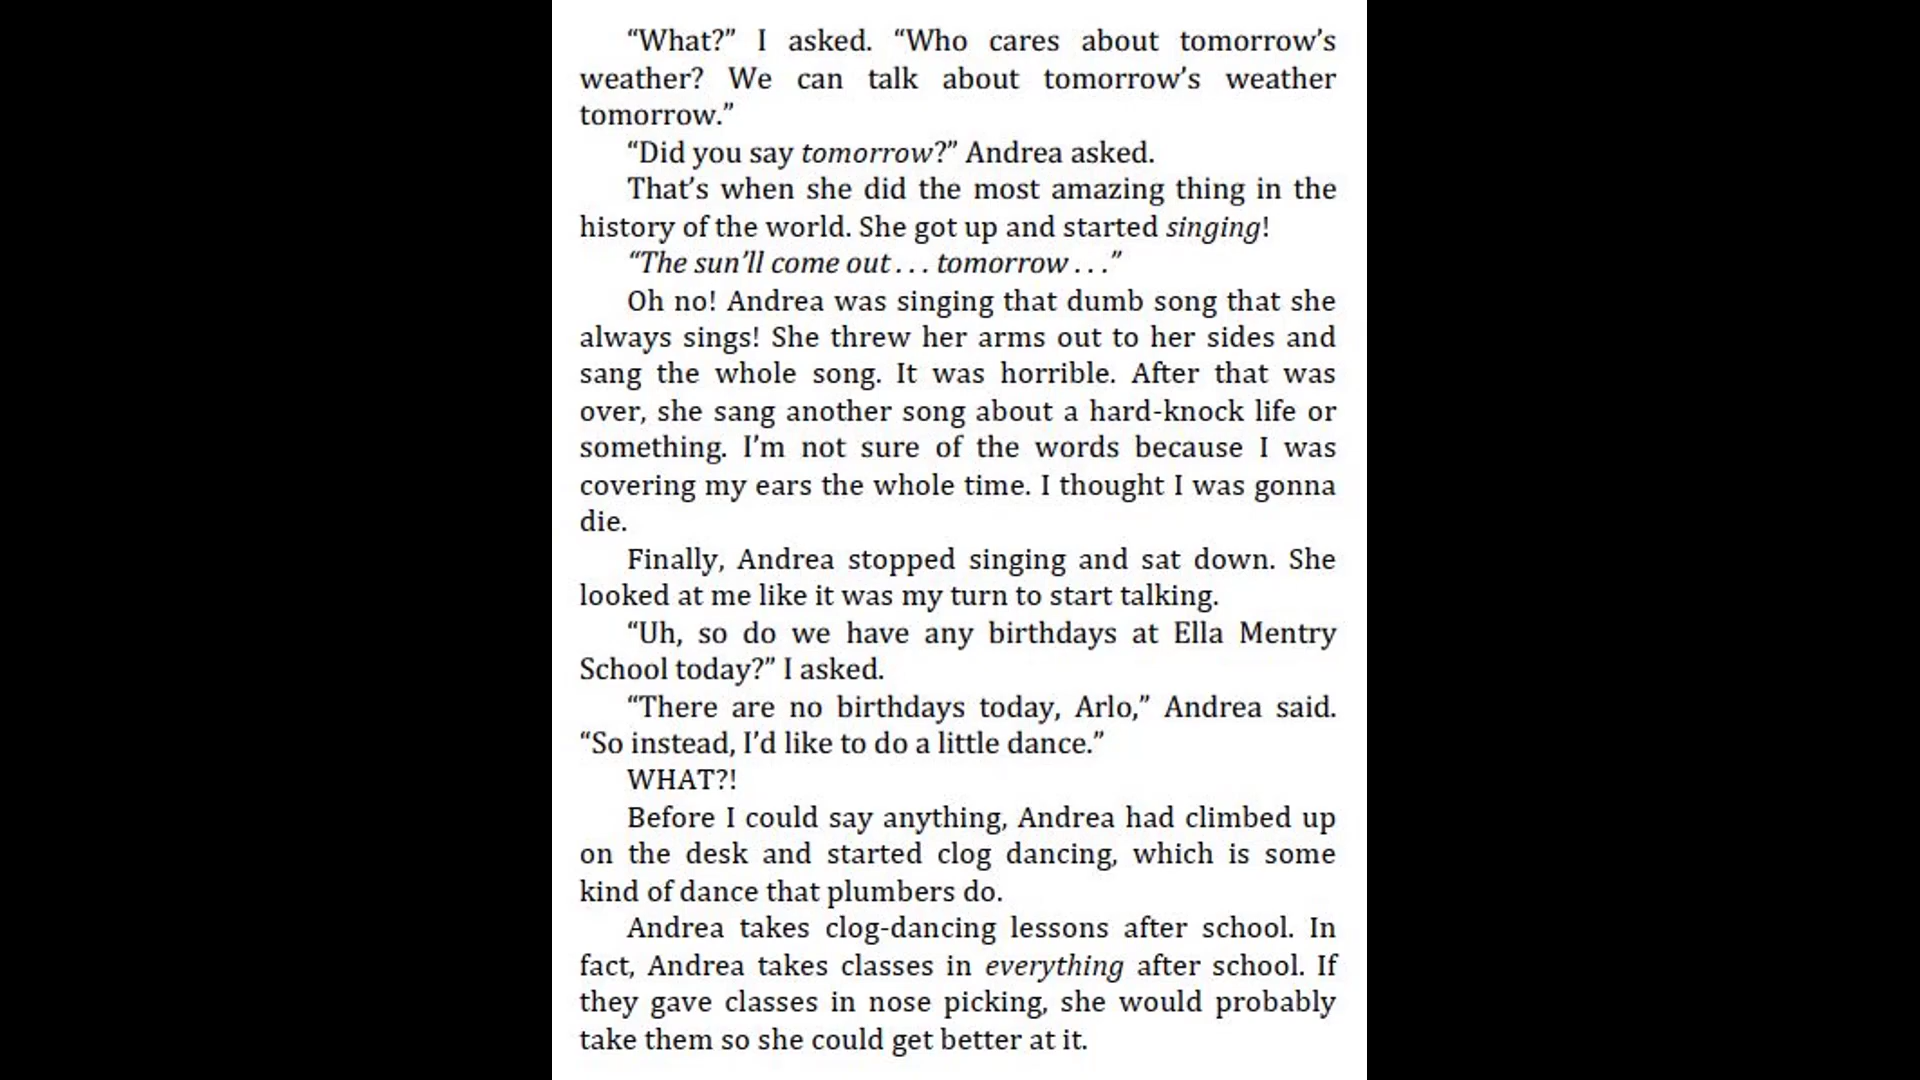 “What?” I asked. “Who cares about tomorrow’s
weather? We can talk about tomorrow’s weather
tomorrow.”
“Did you say tomorrow?” Andrea asked.
That’s when she did the most amazing thing in the
history of the world. She got up and started singing!
“The sun’ll come out . . . tomorrow . . .”
Oh no! Andrea was singing that dumb song that she
always sings! She threw her arms out to her sides and
sang the whole song. It was horrible. After that was
over, she sang another song about a hard-knock life or
something. I’m not sure of the words because I was
covering my ears the whole time. I thought I was gonna
die.
Finally, Andrea stopped singing and sat down. She
looked at me like it was my turn to start talking.
“Uh, so do we have any birthdays at Ella Mentry
School today?” I asked.
“There are no birthdays today, Arlo,” Andrea said.
“So instead, I’d like to do a little dance.”
WHAT?!
Before I could say anything, Andrea had climbed up
on the desk and started clog dancing, which is some
kind of dance that plumbers do.
Andrea takes clog-dancing lessons after school. In
fact, Andrea takes classes in everything after school. If
they gave classes in nose picking, she would probably
take them so she could get better at it.